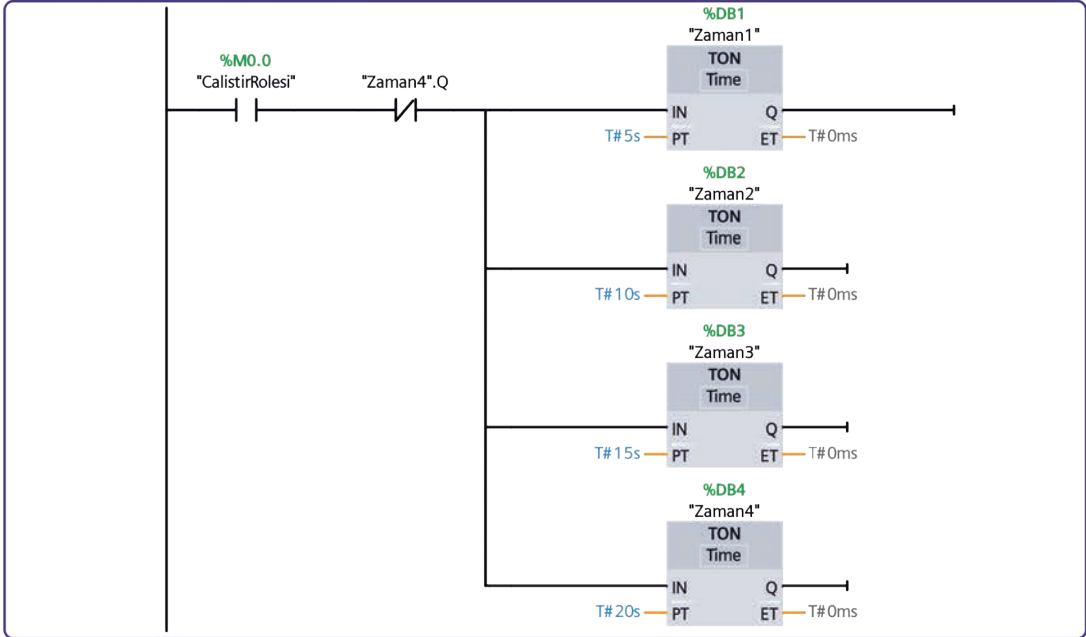 %DB1
"Zaman1"
TON
Time
%M0.0
"CalistirRolesi"
"Zaman4".Q
IN
Q
T#5s
PT
ET
T#0ms
%DB2
"Zaman2"
TON
Time
IN
Q
T#10s
PT
ET
T#0ms
%DB3
"Zaman3"
TON
Time
IN
Q
T#15s
PT
ET
T#0ms
%DB4
"Zaman4"
TON
Time
IN
Q
T#20s
PT
ET
T#0ms